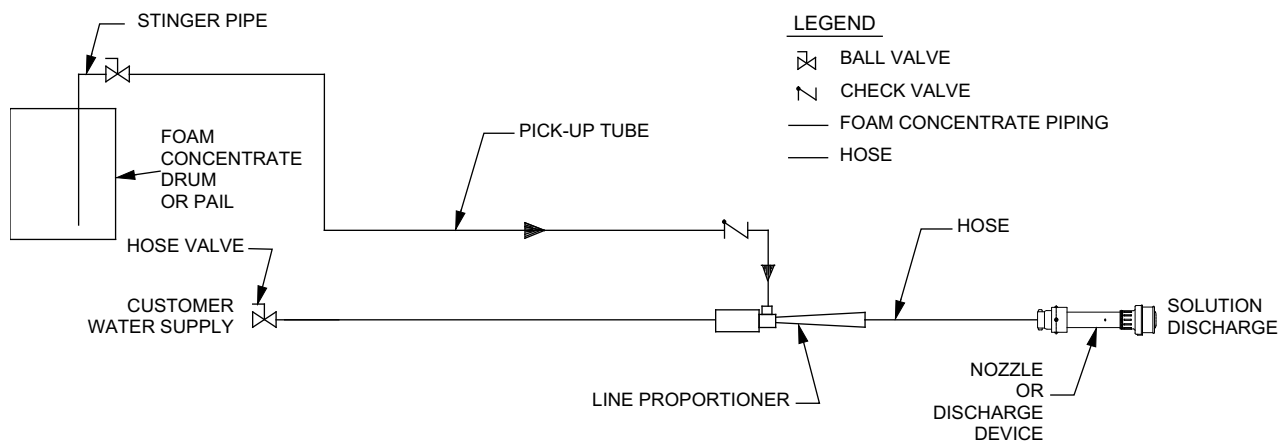 STINGER PIPE
LEGEND
BALL VALVE
CHECK VALVE
FOAM CONCENTRATE PIPING
HOSE
PICK-UP TUBE
FOAM
CONCENTRATE
DRUM
OR PAIL
HOSE VALVE
HOSE
CUSTOMER
WATER SUPPLY
SOLUTION
DISCHARGE
LINE PROPORTIONER
NOZZLE
OR
DISCHARGE
DEVICE